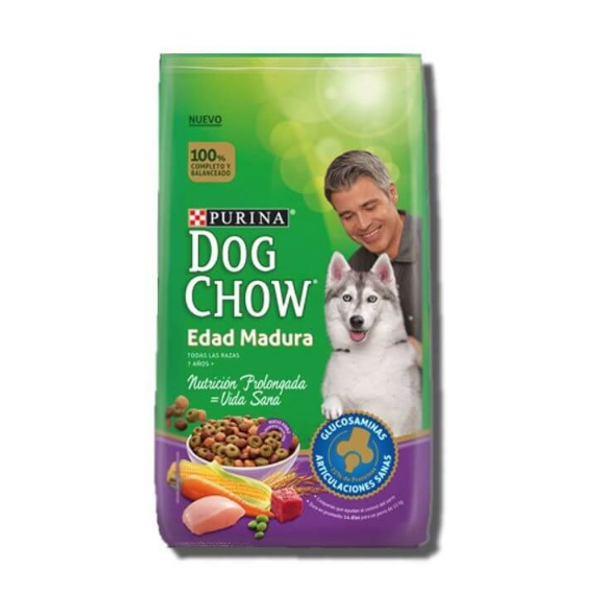 NUEVO
100%
COMPLETO Y
BALANCEADO
PURINA®
DOG
CHOW®
Edad Madura
TODAS LAS RAZAS
7 AÑOS +
Nutrición Prolongada
= Vida Sana
GLUCOSAMINAS
ARTICULACIONES SANAS